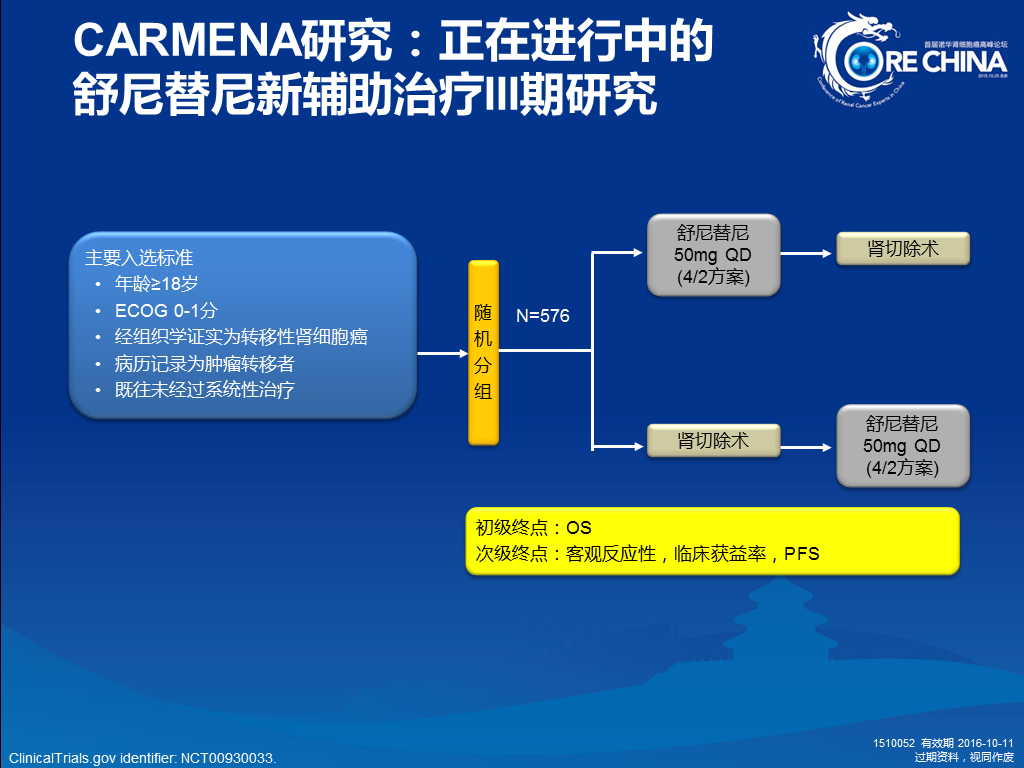 CARMENA研究：正在进行中的
舒尼替尼新辅助治疗III期研究
首届诺华肾细胞癌高峰论坛
CORE CHINA
2015.10.25 北京
Conference of Renal Cancer Experts in China
主要入选标准
• 年龄≥18岁
• ECOG 0-1分
• 经组织学证实为转移性肾细胞癌
• 病历记录为肿瘤转移者
• 既往未经过系统性治疗
随
机
分
组
N=576
舒尼替尼
50mg QD
(4/2方案)
肾切除术
肾切除术
舒尼替尼
50mg QD
(4/2方案)
初级终点：OS
次级终点：客观反应性，临床获益率，PFS
ClinicalTrials.gov identifier: NCT00930033.
1510052 有效期 2016-10-11
过期资料，视同作废